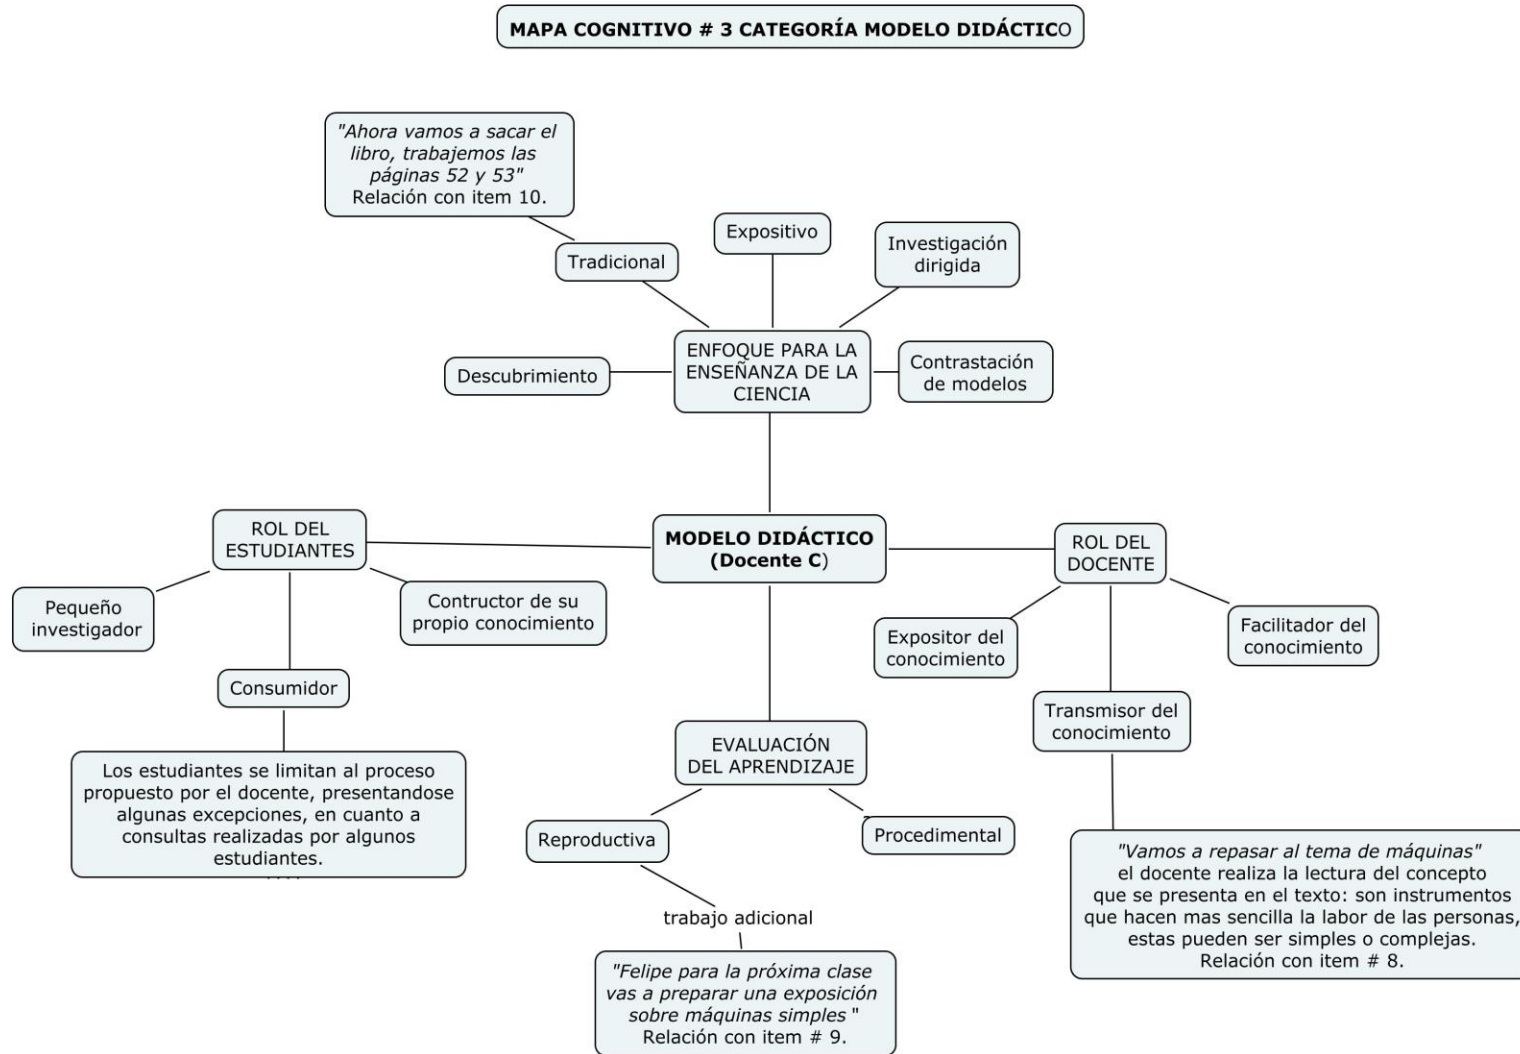 MAPA COGNITIVO # 3 CATEGORÍA MODELO DIDÁCTICO
"Ahora vamos a sacar el
libro, trabajemos las
páginas 52 y 53"
Relación con item 10.
Tradicional
Expositivo
Investigación
dirigida
Descubrimiento
ENFOQUE PARA LA
ENSEÑANZA DE LA
CIENCIA
Contrastación
de modelos
ROL DEL
ESTUDIANTES
MODELO DIDÁCTICO
(Docente C)
ROL DEL
DOCENTE
Pequeño
investigador
Contructor de su
propio conocimiento
Consumidor
Los estudiantes se limitan al proceso
propuesto por el docente, presentandose
algunas excepciones, en cuanto a
consultas realizadas por algunos
estudiantes.
....
Expositor del
conocimiento
Facilitador del
conocimiento
Transmisor del
conocimiento
EVALUACIÓN
DEL APRENDIZAJE
Reproductiva
Procedimental
trabajo adicional
"Felipe para la próxima clase
vas a preparar una exposición
sobre máquinas simples "
Relación con item # 9.
"Vamos a repasar al tema de máquinas"
el docente realiza la lectura del concepto
que se presenta en el texto: son instrumentos
que hacen mas sencilla la labor de las personas,
estas pueden ser simples o complejas.
Relación con item # 8.